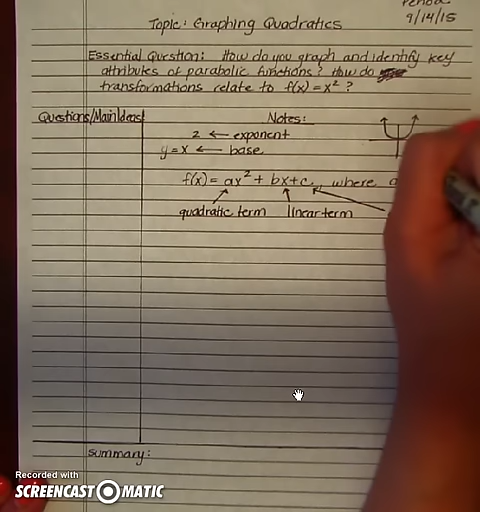 Period
9/14/15
Topic: Graphing Quadratics
Essential Question: How do you graph and identify key
attributes of parabolic functions? How do
transformations relate to f(x) = x² ?
Questions/Main Ideas
Notes:
2 ← exponent
y = x ← base
f(x) = ax² + bx + c, where a
quadratic term linear term
Summary:
Recorded with
SCREENCAST-O-MATIC